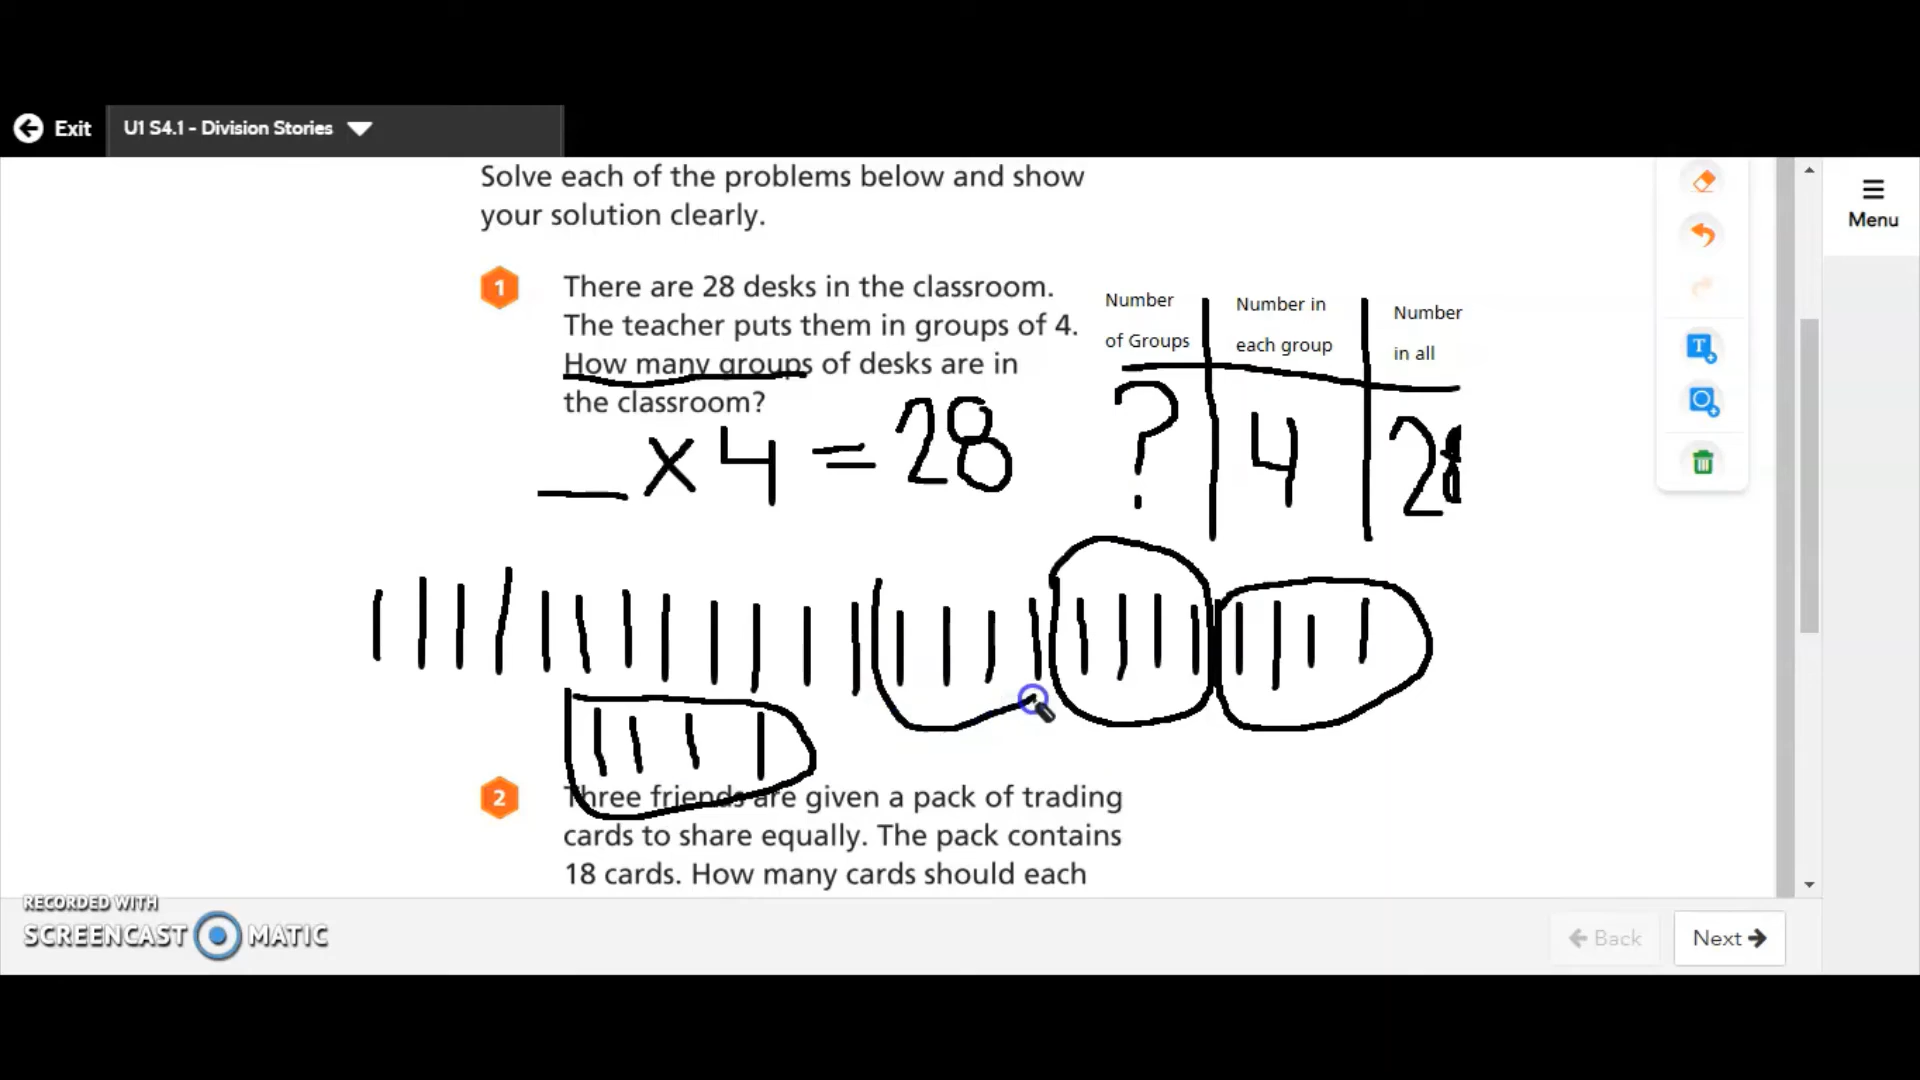 Exit
U1 S4.1 - Division Stories
Menu
Solve each of the problems below and show
your solution clearly.
1
There are 28 desks in the classroom.
The teacher puts them in groups of 4.
How many groups of desks are in
the classroom?
__ x 4 = 28
Number of Groups
Number in each group
Number in all
? 4 28
2
Three friends are given a pack of trading
cards to share equally. The pack contains
18 cards. How many cards should each
T
RECORDED WITH
SCREENCAST MATIC
Back
Next